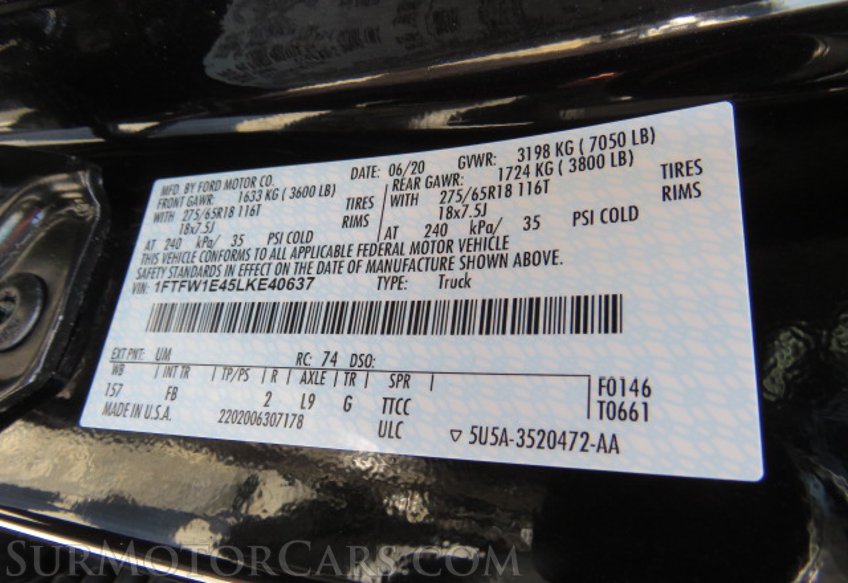 MFD. BY FORD MOTOR CO. DATE: 06/20 GVWR: 3198 KG ( 7050 LB)
FRONT GAWR: 1633 KG ( 3600 LB) REAR GAWR: 1724 KG ( 3800 LB)
WITH 275/65R18 116T TIRES WITH 275/65R18 116T TIRES
18x7.5J RIMS 18x7.5J RIMS
AT 240 kPa/ 35 PSI COLD AT 240 kPa/ 35 PSI COLD
THIS VEHICLE CONFORMS TO ALL APPLICABLE FEDERAL MOTOR VEHICLE
SAFETY STANDARDS IN EFFECT ON THE DATE OF MANUFACTURE SHOWN ABOVE.
VIN: 1FTFW1E45LKE40637 TYPE: Truck
EXT PNT: UM RC: 74 DSO:
WB | INT TR | TP/PS | R | AXLE | TR | SPR | F0146
157 FB 2 L9 G TTCC T0661
MADE IN U.S.A. 2202006307178 ULC ▽ 5U5A-3520472-AA
SurMotorCars.com